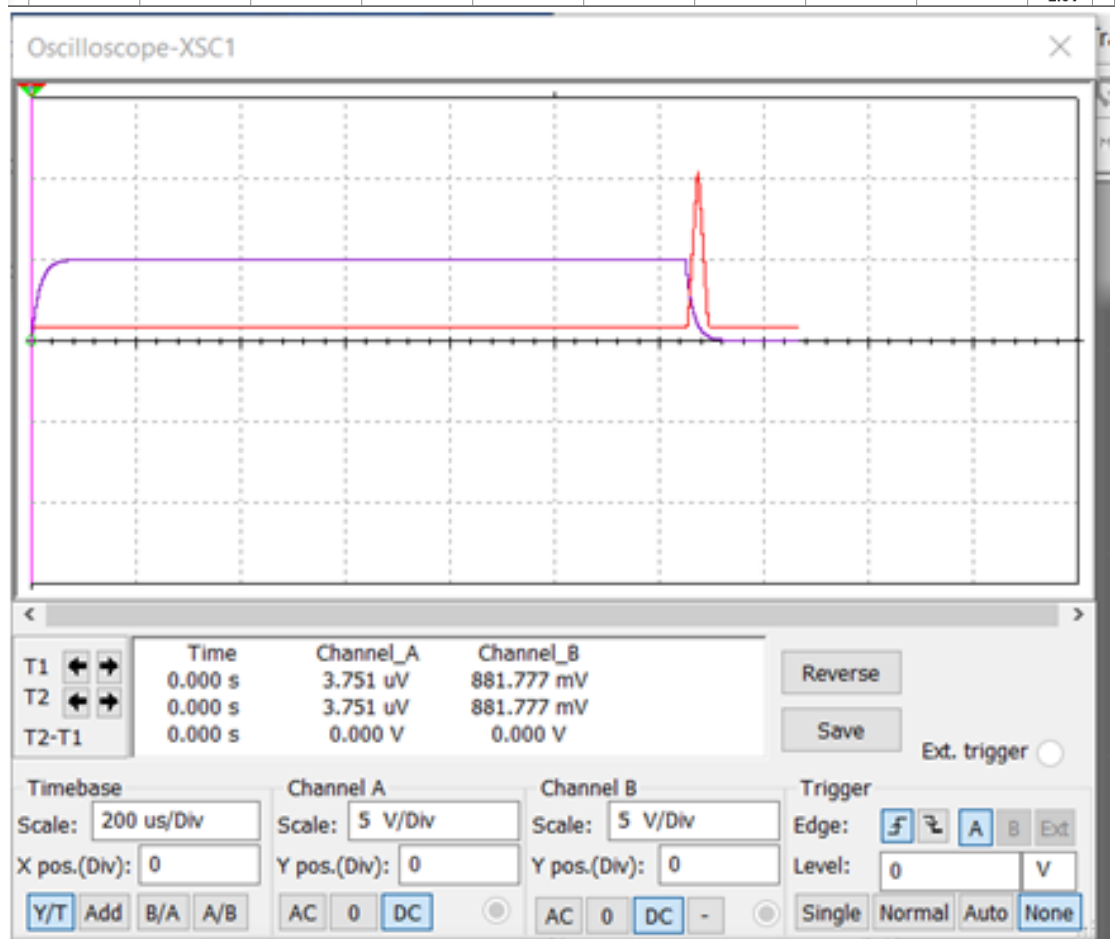 Oscilloscope-XSC1
Time Channel_A Channel_B
T1 0.000 s 3.751 uV 881.777 mV
T2 0.000 s 3.751 uV 881.777 mV
T2-T1 0.000 s 0.000 V 0.000 V
Reverse
Save
Ext. trigger
Timebase
Scale: 200 us/Div
X pos.(Div): 0
Y/T Add B/A A/B
Channel A
Scale: 5 V/Div
Y pos.(Div): 0
AC 0 DC
Channel B
Scale: 5 V/Div
Y pos.(Div): 0
AC 0 DC -
Trigger
Edge: A B Ext
Level: 0 V
Single Normal Auto None